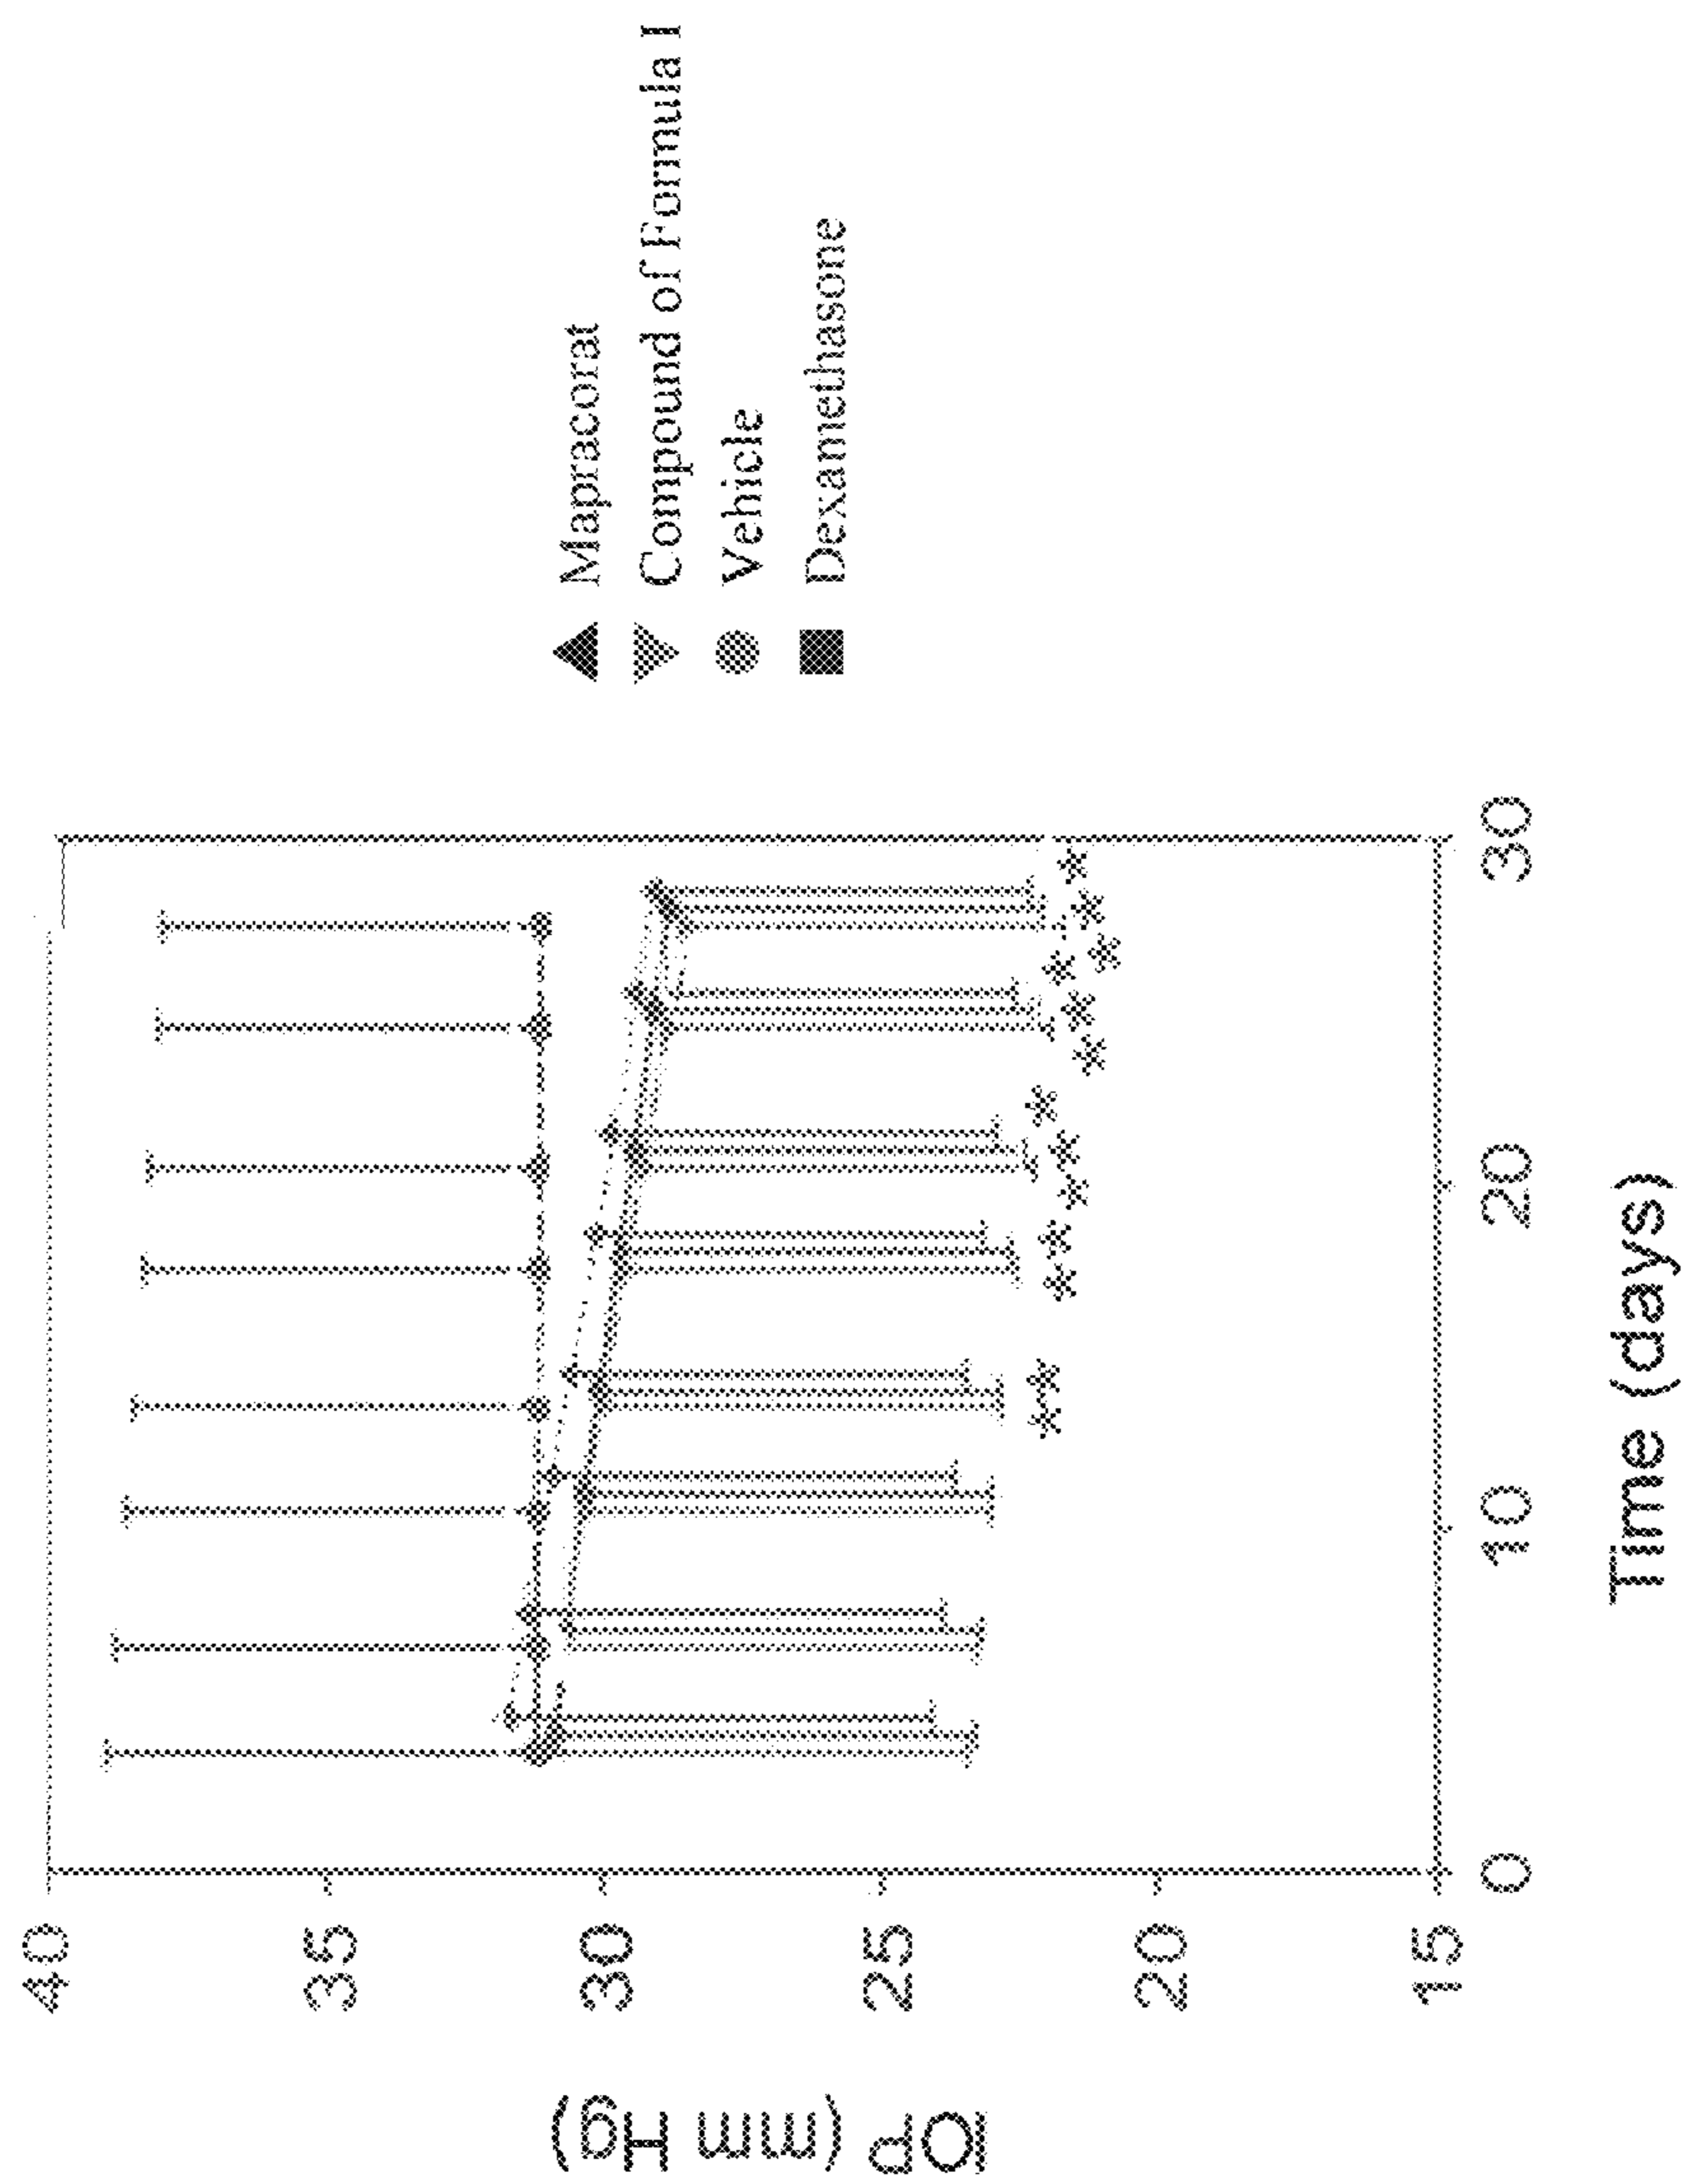 IOP (mm Hg)
40
35
30
25
20
15
* * * * * * * * * * * * *
0
10
20
30
Time (days)
Mapracorat
Compound of Formula I
Vehicle
Dexamethasone